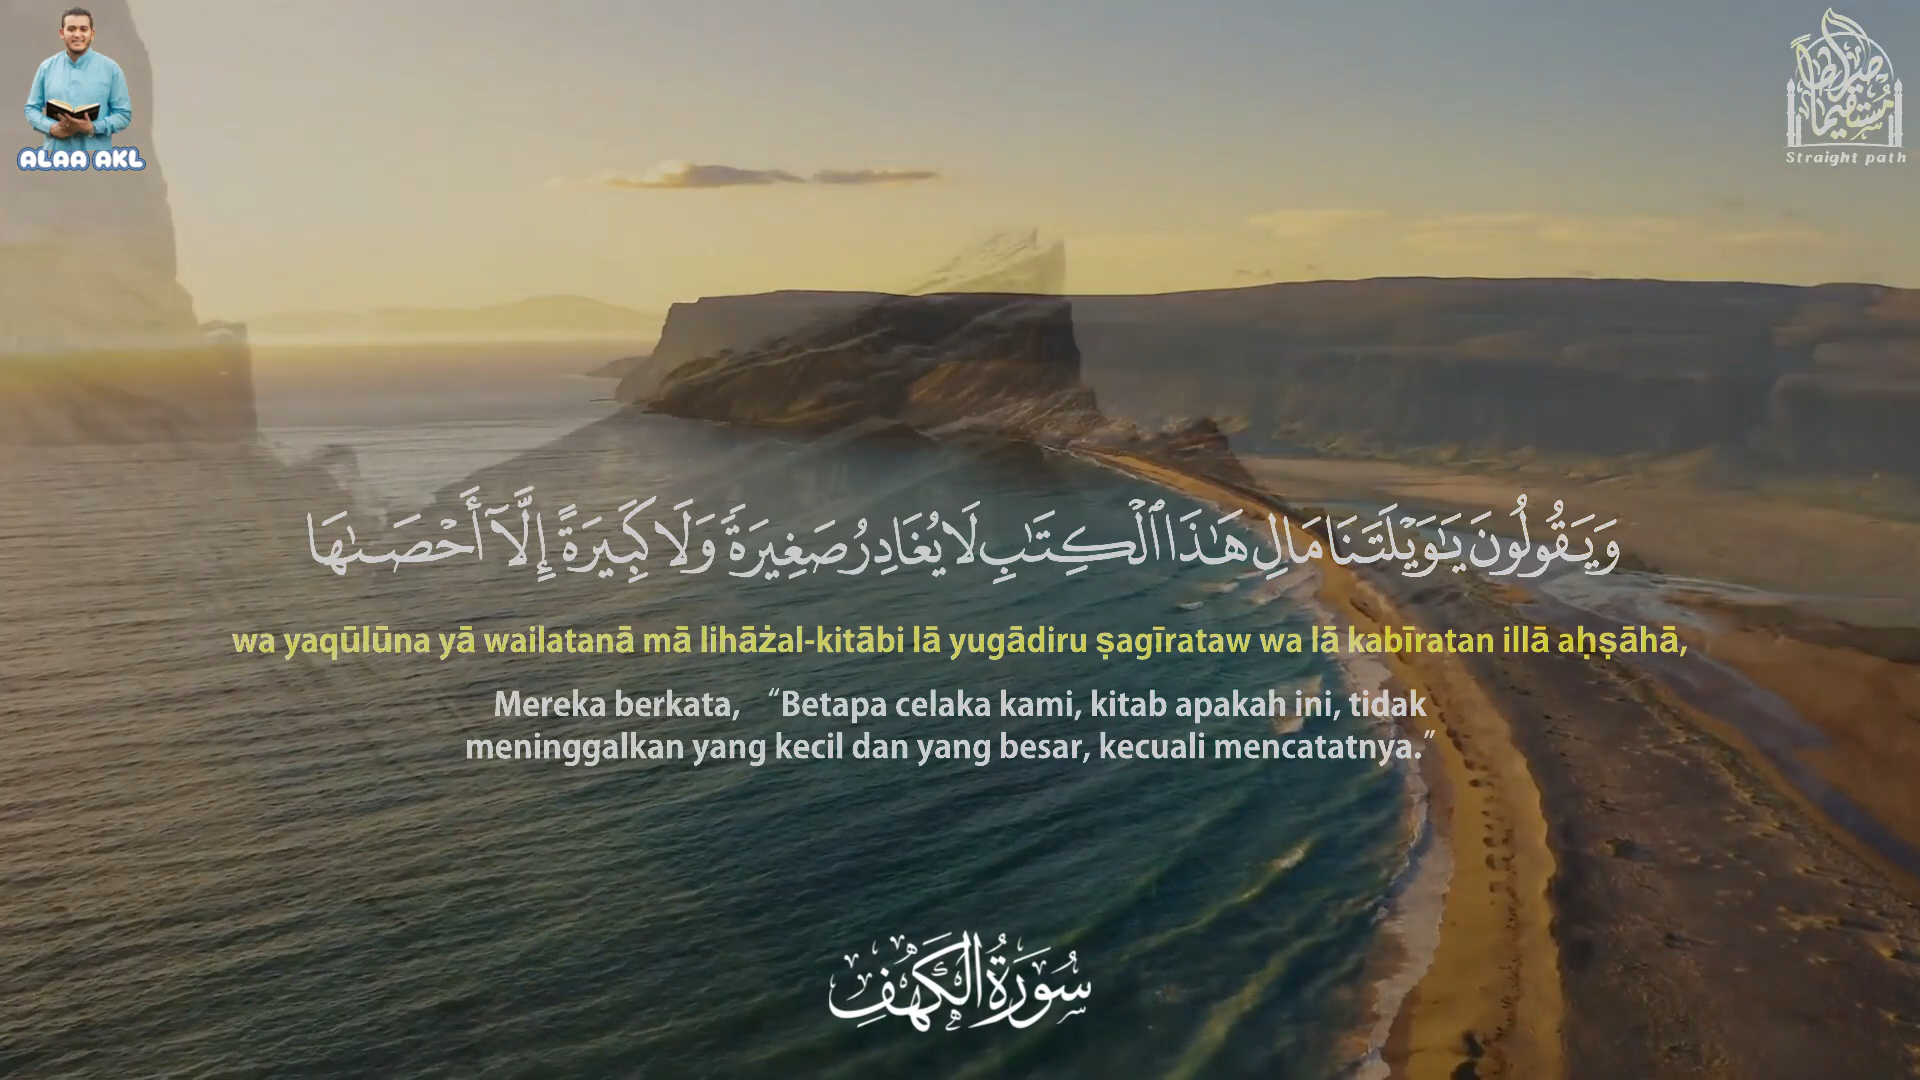 ALAA AKL
صراطا مستقيما
Straight path
وَيَقُولُونَ يَـٰوَيْلَتَنَا مَالِ هَـٰذَا ٱلْكِتَـٰبِ لَا يُغَادِرُ صَغِيرَةً وَلَا كَبِيرَةً إِلَّآ أَحْصَىٰهَا
wa yaqūlūna yā wailatanā mā lihāżal-kitābi lā yugādiru ṣagīrataw wa lā kabīratan illā aḥṣāhā,
Mereka berkata, “Betapa celaka kami, kitab apakah ini, tidak
meninggalkan yang kecil dan yang besar, kecuali mencatatnya.”
سُورَةُ الكَهْفِ